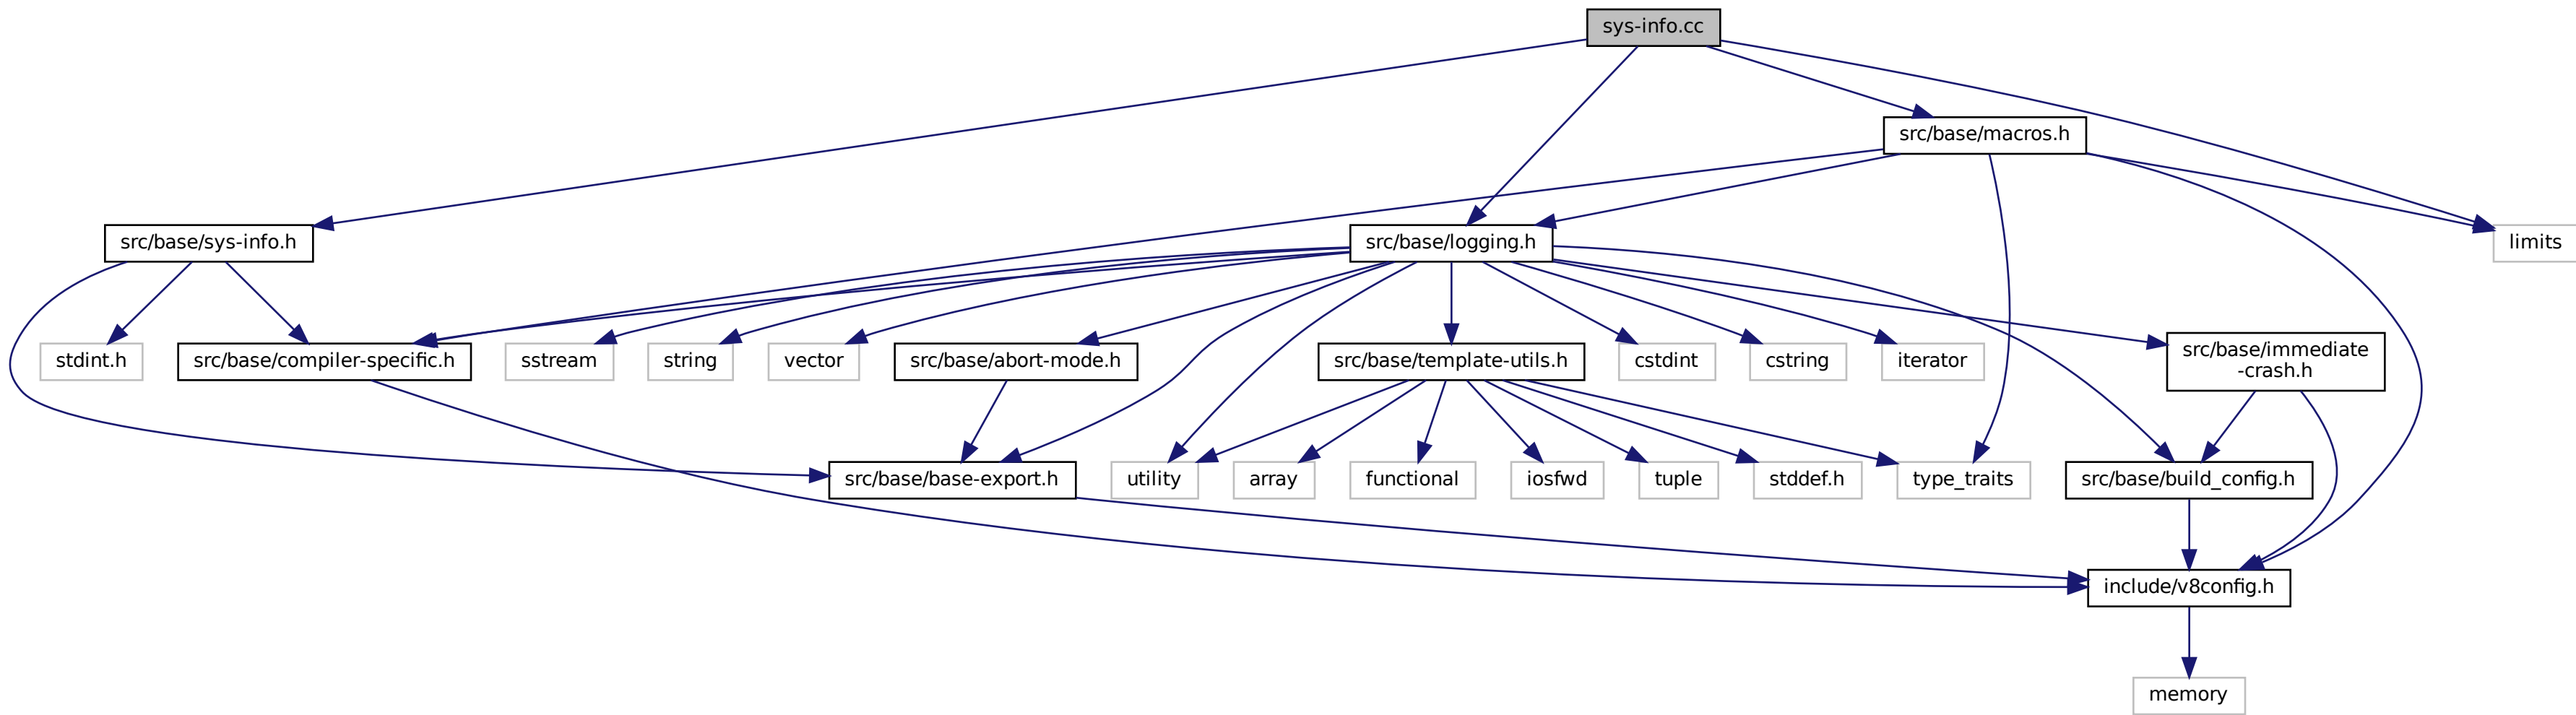 sys-info.cc
src/base/macros.h
src/base/sys-info.h
src/base/logging.h
limits
stdint.h
src/base/compiler-specific.h
sstream
string
vector
src/base/abort-mode.h
src/base/template-utils.h
cstdint
cstring
iterator
src/base/immediate
-crash.h
src/base/base-export.h
utility
array
functional
iosfwd
tuple
stddef.h
type_traits
src/base/build_config.h
include/v8config.h
memory